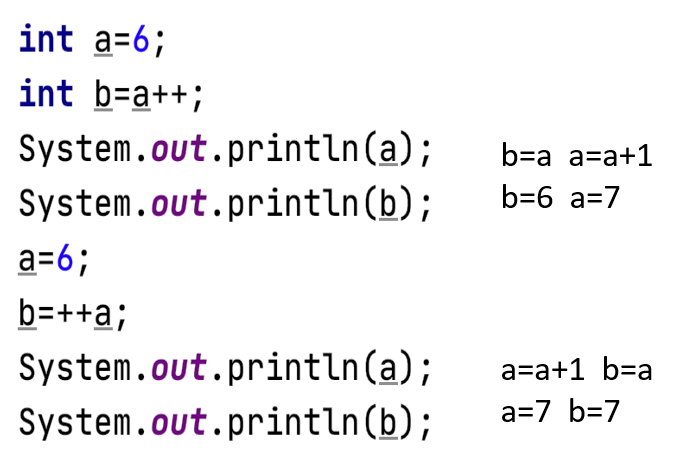 int a=6;
int b=a++;
System.out.println(a);
System.out.println(b);
b=a a=a+1
b=6 a=7
a=6;
b=++a;
System.out.println(a);
System.out.println(b);
a=a+1 b=a
a=7 b=7